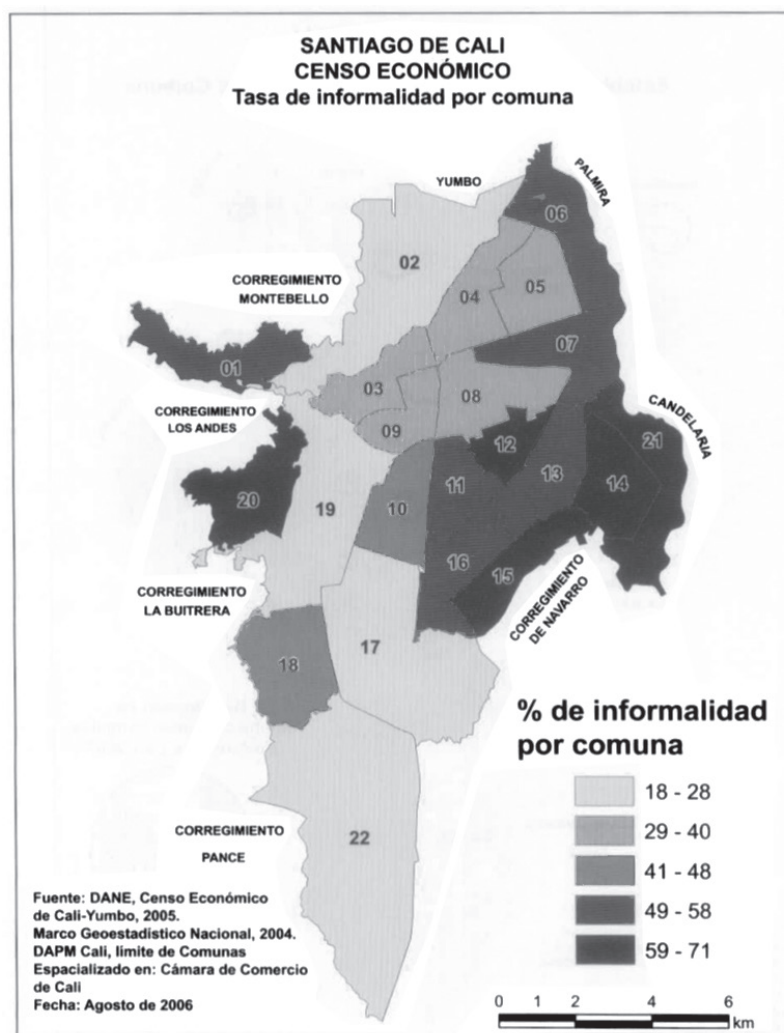 SANTIAGO DE CALI
CENSO ECONÓMICO
Tasa de informalidad por comuna
YUMBO
PALMIRA
06
02
CORREGIMIENTO
MONTEBELLO
04
05
01
07
03
08
CORREGIMIENTO
LOS ANDES
09
CANDELARIA
12
21
20
19
10
11
13
14
16
15
CORREGIMIENTO
LA BUITRERA
CORREGIMIENTO
DE NAVARRO
17
18
% de informalidad
por comuna
18 - 28
29 - 40
41 - 48
49 - 58
59 - 71
CORREGIMIENTO
PANCE
22
Fuente: DANE, Censo Económico
de Cali-Yumbo, 2005.
Marco Geoestadístico Nacional, 2004.
DAPM Cali, limite de Comunas
Espacializado en: Cámara de Comercio
de Cali
Fecha: Agosto de 2006
0 1 2 4 6
km